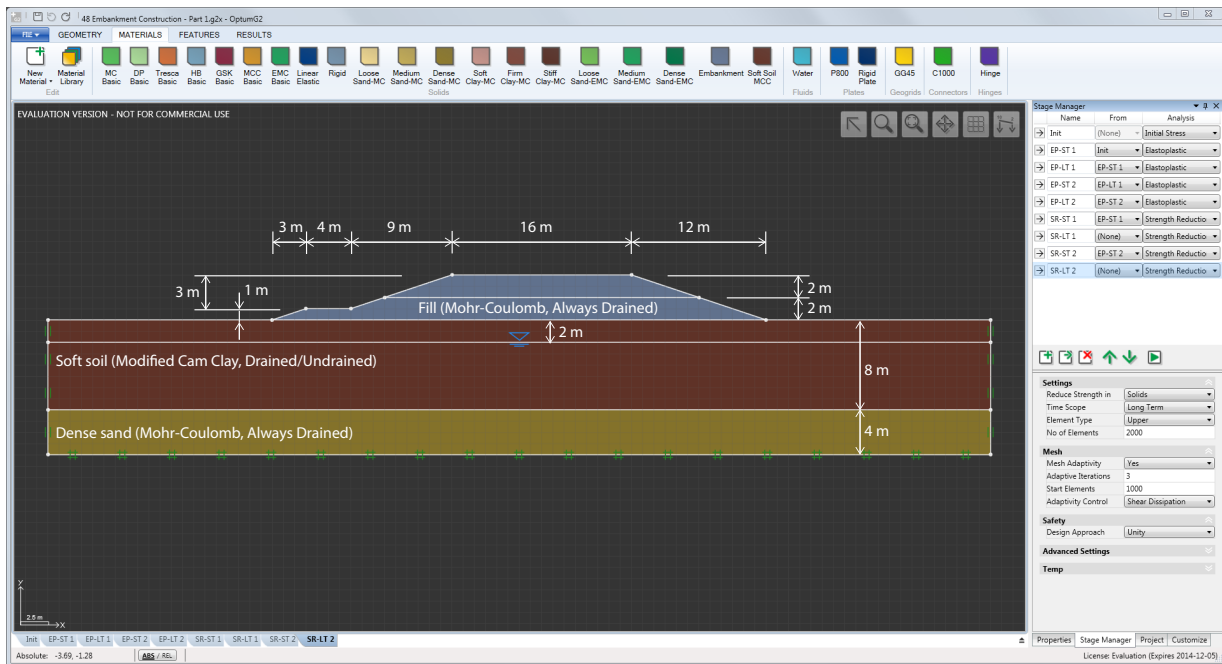 48 Embankment Construction - Part 1.g2x - OptumG2
FILE GEOMETRY MATERIALS FEATURES RESULTS
New Material Material Library MC Basic DP Basic Tresca Basic HB Basic GSK Basic MCC Basic EMC Basic Linear Elastic Rigid Loose Sand-MC Medium Sand-MC Dense Sand-MC Soft Clay-MC Firm Clay-MC Stiff Clay-MC Loose Sand-EMC Medium Sand-EMC Dense Sand-EMC Embankment Soft Soil MCC Water P800 Rigid Plate GG45 C1000 Hinge
Edit Solids Fluids Plates Geogrids Connectors Hinges
EVALUATION VERSION - NOT FOR COMMERCIAL USE
3 m 4 m 9 m 16 m 12 m
3 m 1 m 2 m
Fill (Mohr-Coulomb, Always Drained) 2 m
2 m
Soft soil (Modified Cam Clay, Drained/Undrained) 8 m
Dense sand (Mohr-Coulomb, Always Drained) 4 m
y
2.5 m
x
Init EP-ST 1 EP-LT 1 EP-ST 2 EP-LT 2 SR-ST 1 SR-LT 1 SR-ST 2 SR-LT 2
Absolute: -3.69, -1.28 ABS / REL
Stage Manager
Name From Analysis
Init (None) Initial Stress
EP-ST 1 Init Elastoplastic
EP-LT 1 EP-ST 1 Elastoplastic
EP-ST 2 EP-LT 1 Elastoplastic
EP-LT 2 EP-ST 2 Elastoplastic
SR-ST 1 EP-ST 1 Strength Reductio
SR-LT 1 (None) Strength Reductio
SR-ST 2 EP-ST 2 Strength Reductio
SR-LT 2 (None) Strength Reductio
Settings
Reduce Strength in Solids
Time Scope Long Term
Element Type Upper
No of Elements 2000
Mesh
Mesh Adaptivity Yes
Adaptive Iterations 3
Start Elements 1000
Adaptivity Control Shear Dissipation
Safety
Design Approach Unity
Advanced Settings
Temp
Properties Stage Manager Project Customize
License: Evaluation (Expires 2014-12-05)